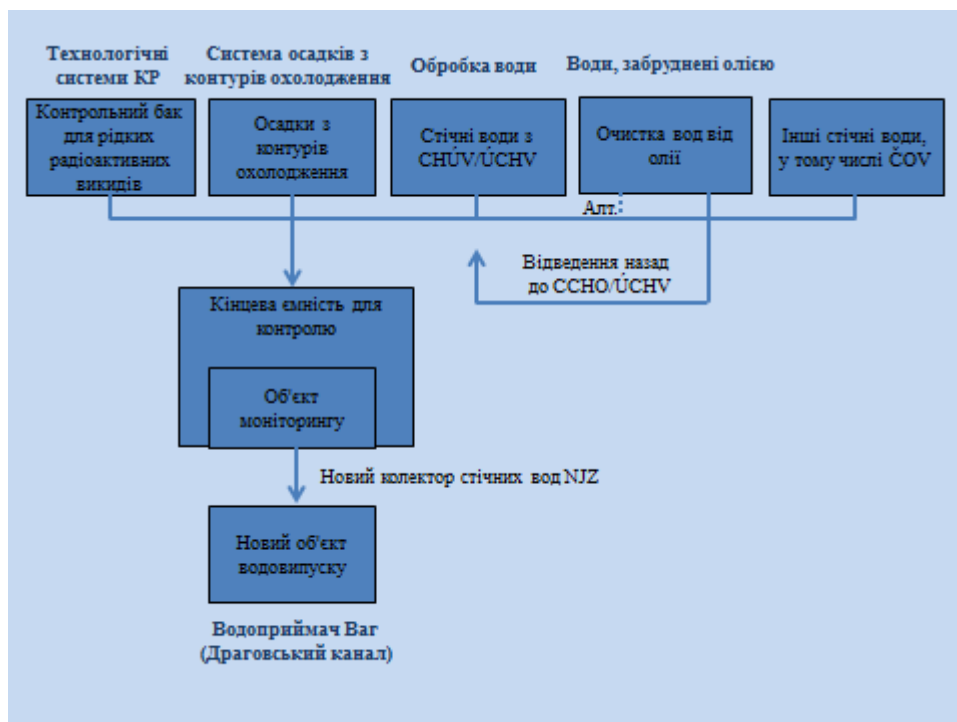 Технологічні
системи КР
Система осадків з
контурів охолодження
Обробка води
Води, забруднені олією
Контрольний бак
для рідких
радіоактивних
викидів
Осадки з
контурів
охолодження
Стічні води з
CHÚV/ÚCHV
Очистка вод від
олії
Інші стічні води,
у тому числі ČOV
Алт.
Відведення назад
до CCHO/ÚCHV
Кінцева ємність для
контролю
Об'єкт
моніторингу
Новий колектор стічних вод NJZ
Новий об'єкт
водовипуску
Водоприймач Ваг
(Драговський канал)